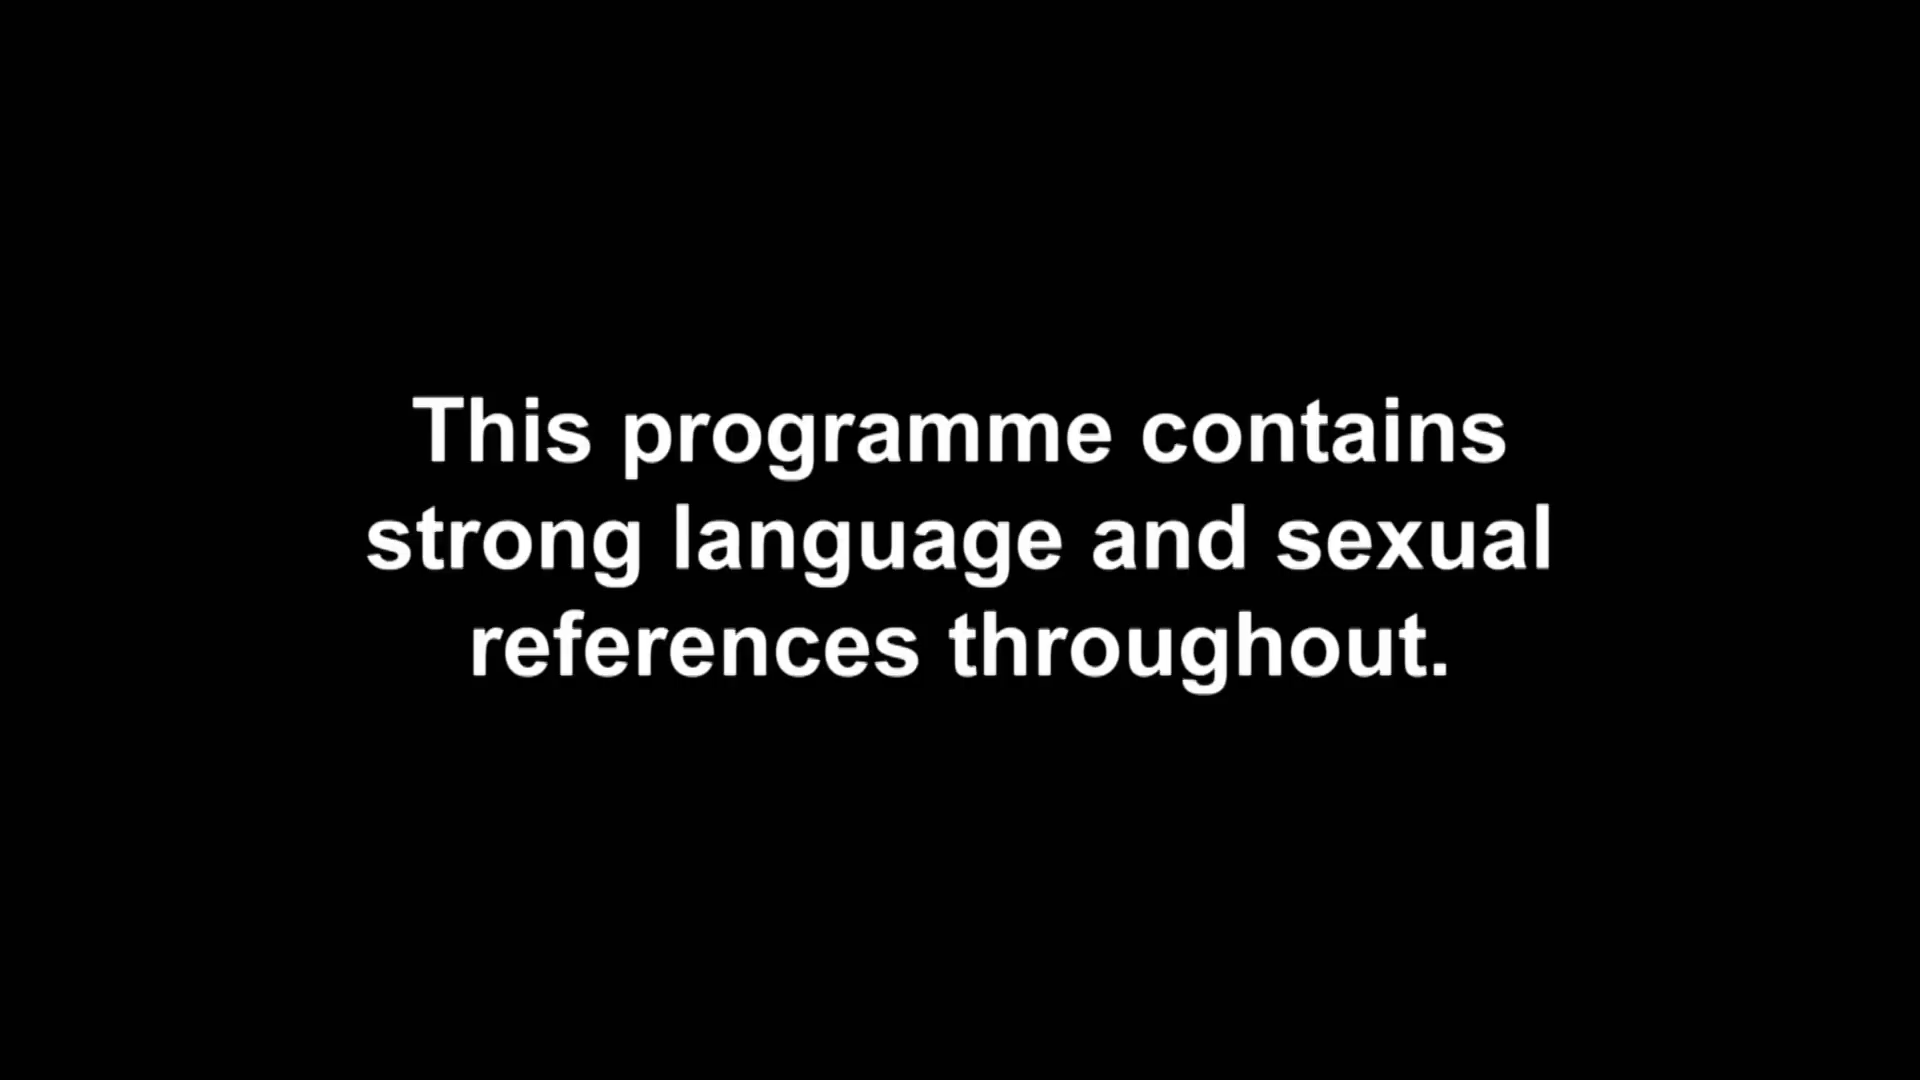 This programme contains
strong language and sexual
references throughout.